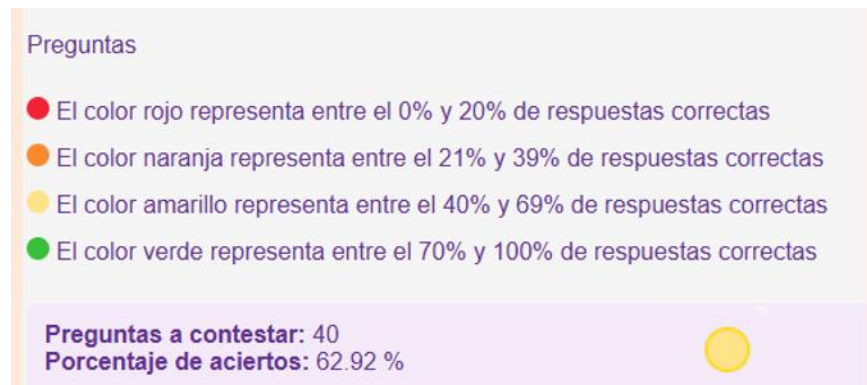 Preguntas
El color rojo representa entre el 0% y 20% de respuestas correctas
El color naranja representa entre el 21% y 39% de respuestas correctas
El color amarillo representa entre el 40% y 69% de respuestas correctas
El color verde representa entre el 70% y 100% de respuestas correctas
Preguntas a contestar: 40
Porcentaje de aciertos: 62.92 %